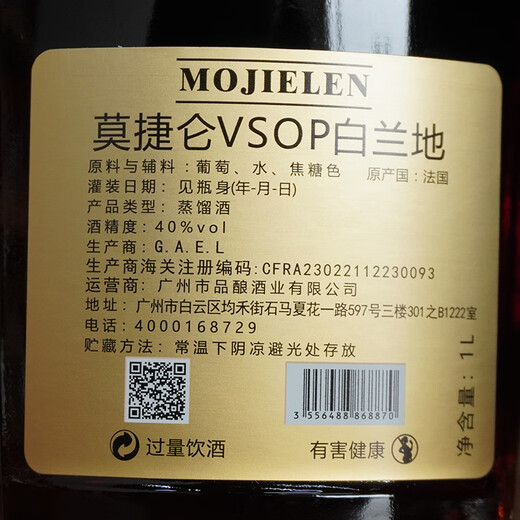 MOJIELEN
莫捷仑VSOP白兰地
原料与辅料：葡萄、水、焦糖色 原产国：法国
灌装日期：见瓶身(年-月-日)
产品类型：蒸馏酒
酒精度：40%vol
生产商：G.A.E.L
生产商海关注册编码：CFRA23022112230093
运营商：广州市品酿酒业有限公司
地址：广州市白云区均禾街石马夏花一路597号三楼301之B1222室
电话：4000168729
贮藏方法：常温下阴凉避光处存放
3 556488 868870
过量饮酒 有害健康
净含量：1L